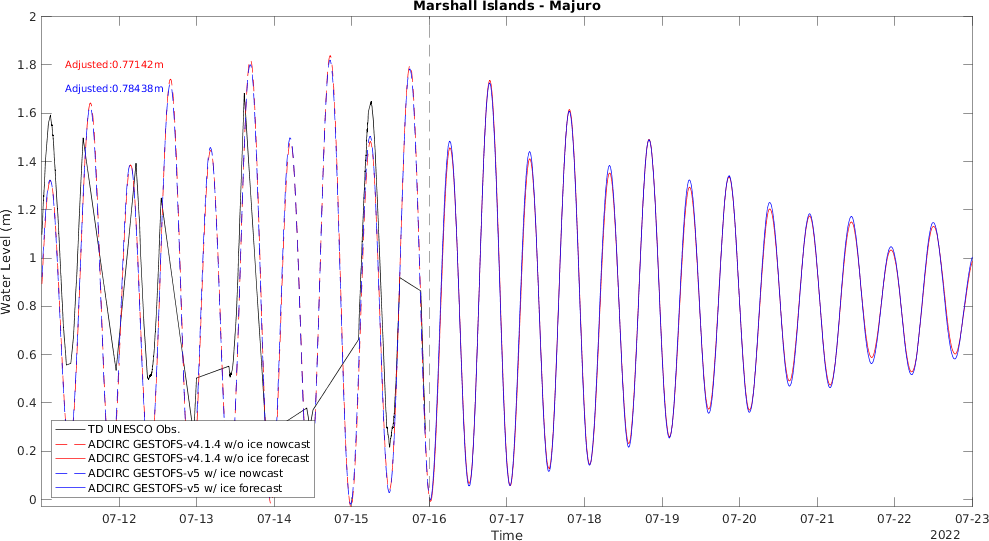 Marshall Islands - Majuro
Water Level (m)
2
1.8
1.6
1.4
1.2
1
0.8
0.6
0.4
0.2
0
Adjusted:0.77142m
Adjusted:0.78438m
TD UNESCO Obs.
ADCIRC GESTOFS-v4.1.4 w/o ice nowcast
ADCIRC GESTOFS-v4.1.4 w/o ice forecast
ADCIRC GESTOFS-v5 w/ ice nowcast
ADCIRC GESTOFS-v5 w/ ice forecast
07-12 07-13 07-14 07-15 07-16 07-17 07-18 07-19 07-20 07-21 07-22 07-23
Time
2022